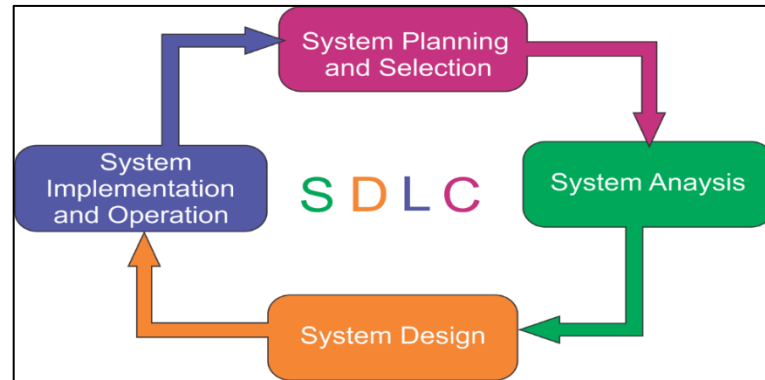 System Planning
and Selection
System
Implementation
and Operation
S D L C
System Anaysis
System Design